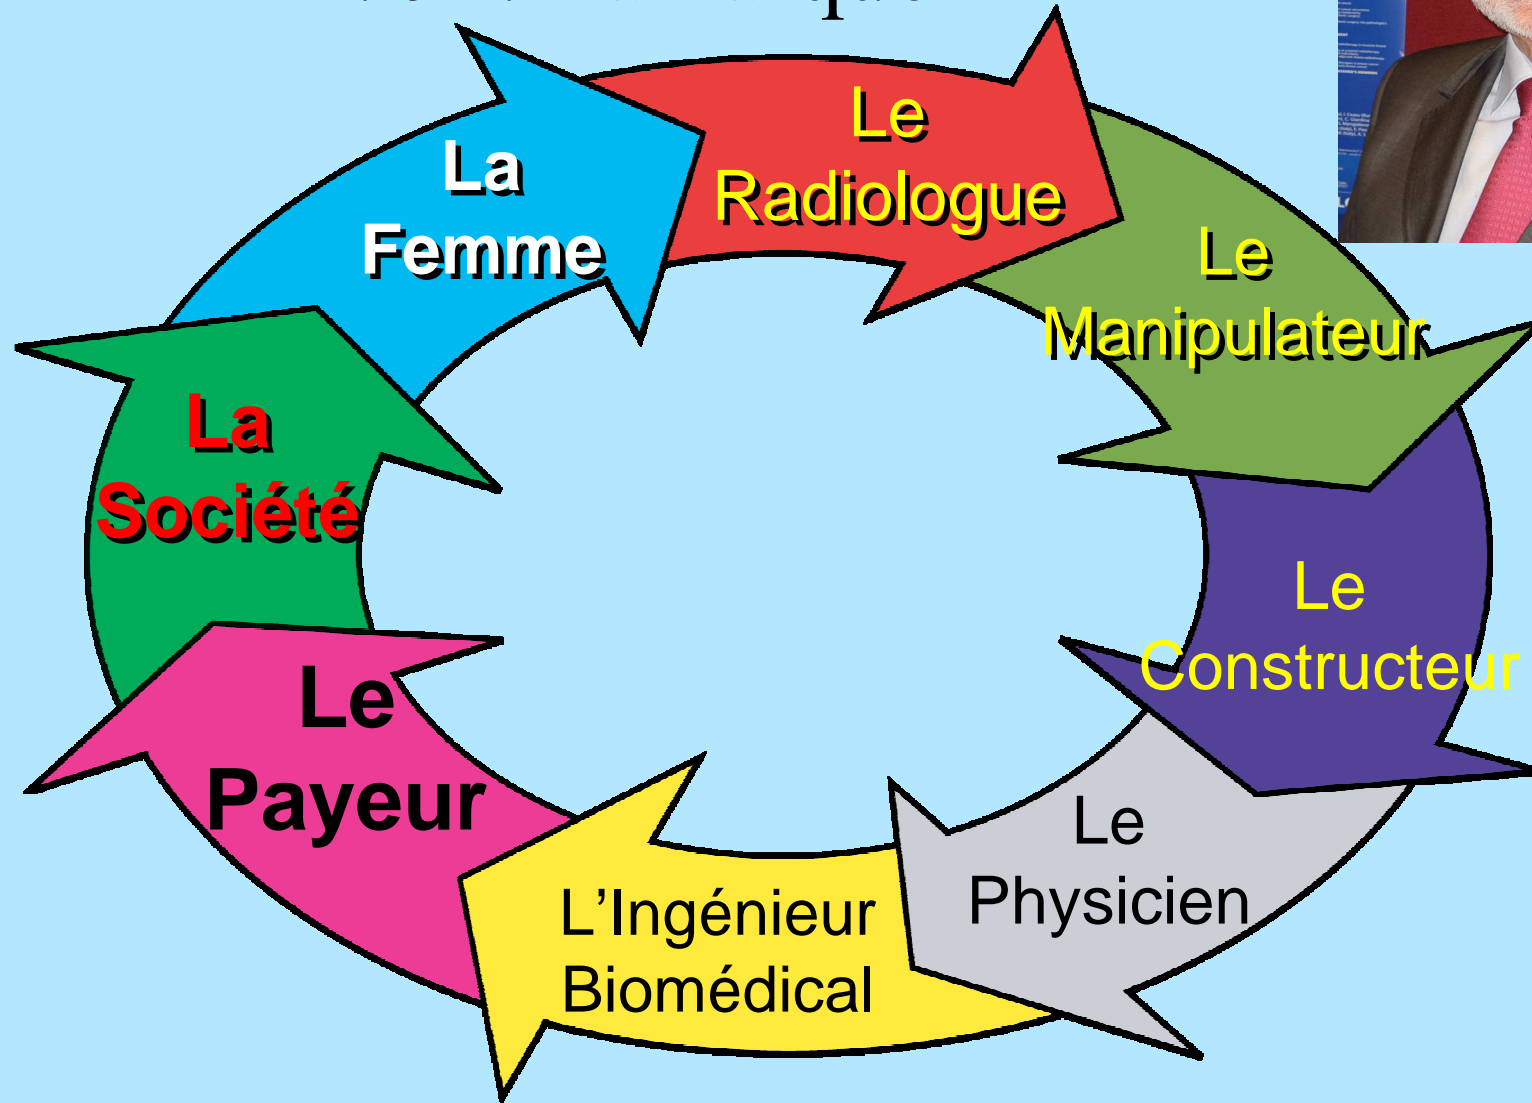 La
Femme
Le
Radiologue
Le
Manipulateur
Le
Constructeur
Le
Physicien
L’Ingénieur
Biomédical
Le
Payeur
La
Société